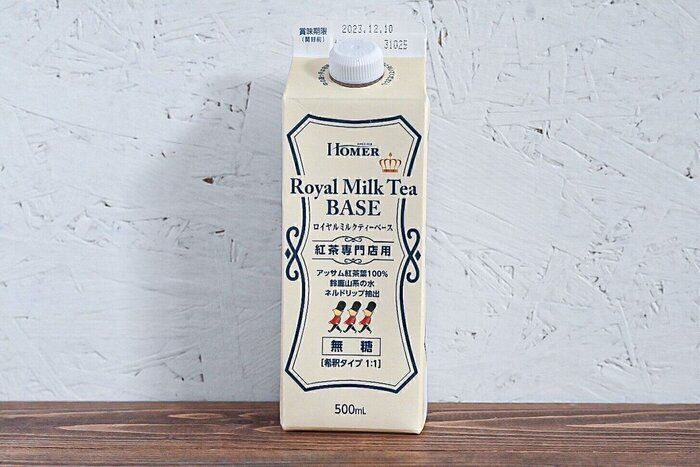 賞味期限
(開封前)
2023.12.10
31025
HOMER
Royal Milk Tea
BASE
ロイヤルミルクティーベース
紅茶専門店用
アッサム紅茶葉100%
鈴鹿山系の水
ネルドリップ抽出
無糖
[希釈タイプ 1:1]
500mL